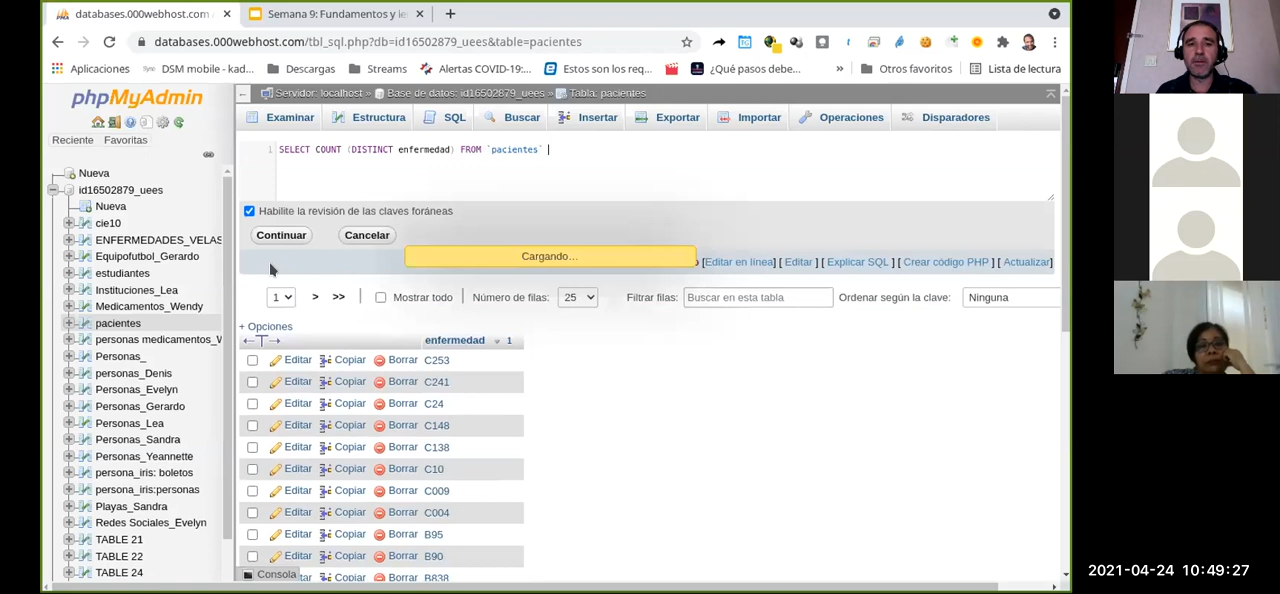 databases.000webhost.com / 
Semana 9: Fundamentos y le
databases.000webhost.com/tbl_sql.php?db=id16502879_uees&table=pacientes
Aplicaciones
Sync
DSM mobile - kad...
Descargas
Streams
Alertas COVID-19:...
Estos son los req...
¿Qué pasos debe...
»
Otros favoritos
Lista de lectura
phpMyAdmin
Reciente
Favoritas
Nueva
id16502879_uees
Nueva
cie10
ENFERMEDADES_VELAS
Equipofutbol_Gerardo
estudiantes
Instituciones_Lea
Medicamentos_Wendy
pacientes
personas medicamentos_W
Personas_
personas_Denis
Personas_Evelyn
Personas_Gerardo
Personas_Lea
Personas_Sandra
Personas_Yeannette
persona_iris: boletos
persona_iris:personas
Playas_Sandra
Redes Sociales_Evelyn
TABLE 21
TABLE 22
TABLE 24
Servidor: localhost » Base de datos: id16502879_uees » Tabla: pacientes
Examinar
Estructura
SQL
Buscar
Insertar
Exportar
Importar
Operaciones
Disparadores
1 SELECT COUNT (DISTINCT enfermedad) FROM `pacientes`
Habilite la revisión de las claves foráneas
Continuar
Cancelar
Cargando...
[Editar en línea] [ Editar ] [ Explicar SQL ] [ Crear código PHP ] [ Actualizar]
1 > >> Mostrar todo Número de filas: 25 Filtrar filas: Buscar en esta tabla Ordenar según la clave: Ninguna
+ Opciones
←T→ enfermedad 1
Editar Copiar Borrar C253
Editar Copiar Borrar C241
Editar Copiar Borrar C24
Editar Copiar Borrar C148
Editar Copiar Borrar C138
Editar Copiar Borrar C10
Editar Copiar Borrar C009
Editar Copiar Borrar C004
Editar Copiar Borrar B95
Editar Copiar Borrar B90
Editar Copiar Borrar B838
Consola
2021-04-24 10:49:27